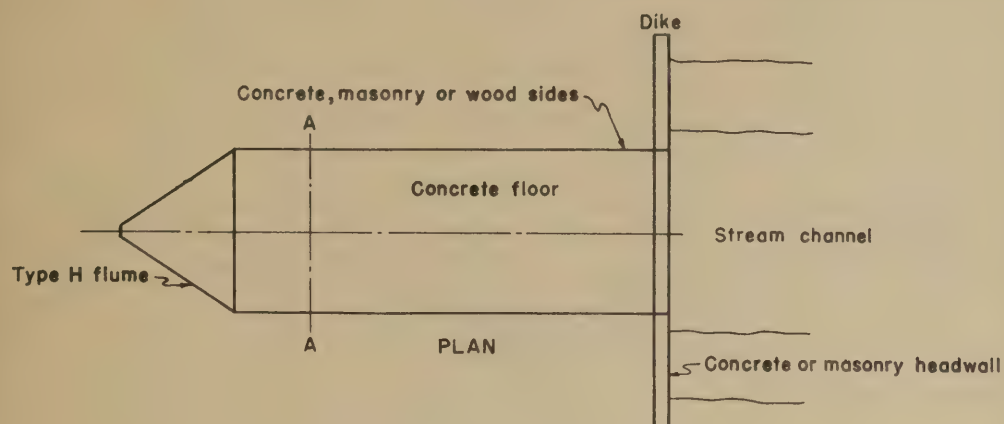 Dike
Concrete, masonry or wood sides
A
Concrete floor
Stream channel
Type H flume
A
PLAN
Concrete or masonry headwall